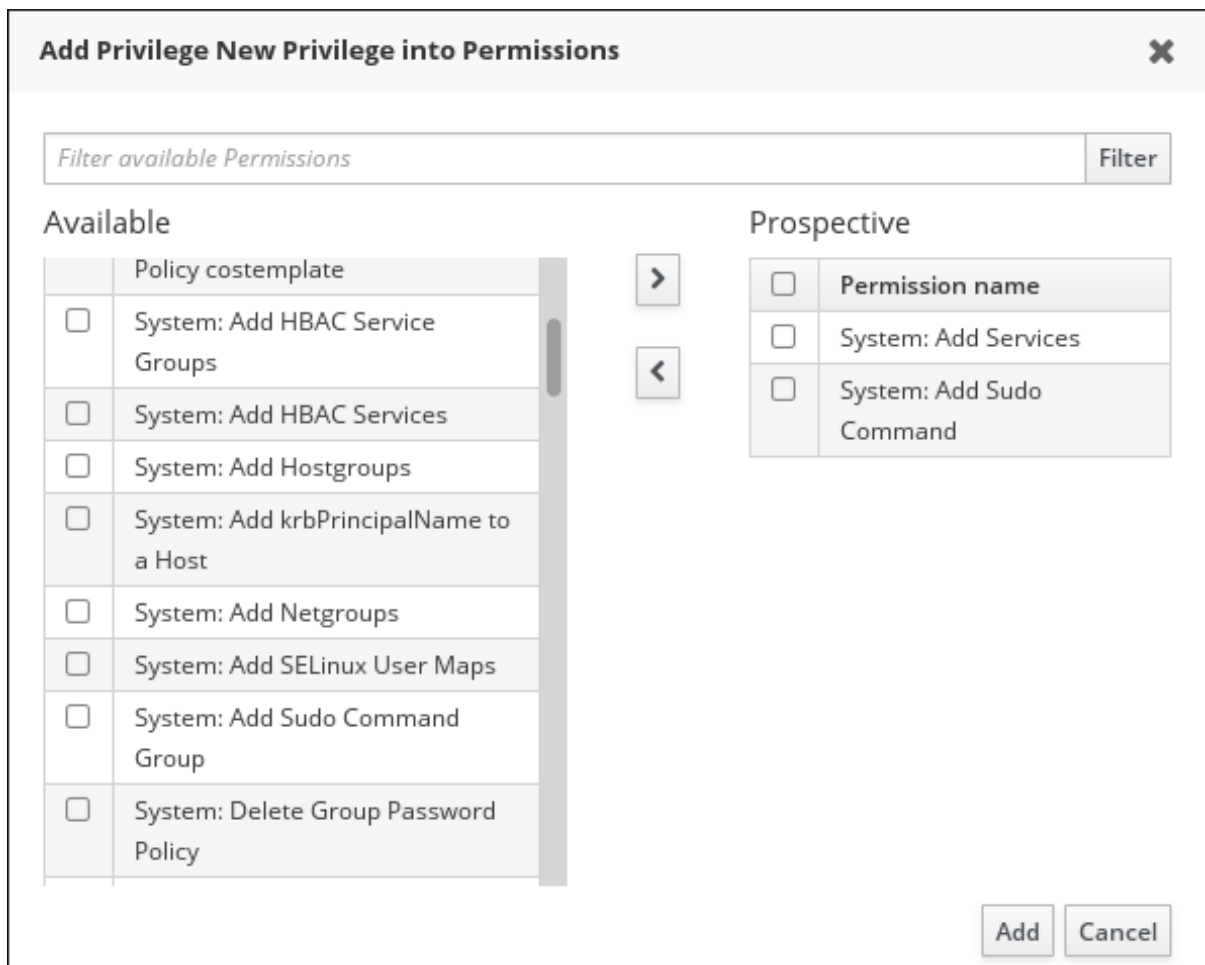 Add Privilege New Privilege into Permissions
Filter available Permissions
Filter
Available
Policy costemplate
System: Add HBAC Service
Groups
System: Add HBAC Services
System: Add Hostgroups
System: Add krbPrincipalName to
a Host
System: Add Netgroups
System: Add SELinux User Maps
System: Add Sudo Command
Group
System: Delete Group Password
Policy
Prospective
Permission name
System: Add Services
System: Add Sudo
Command
Add
Cancel